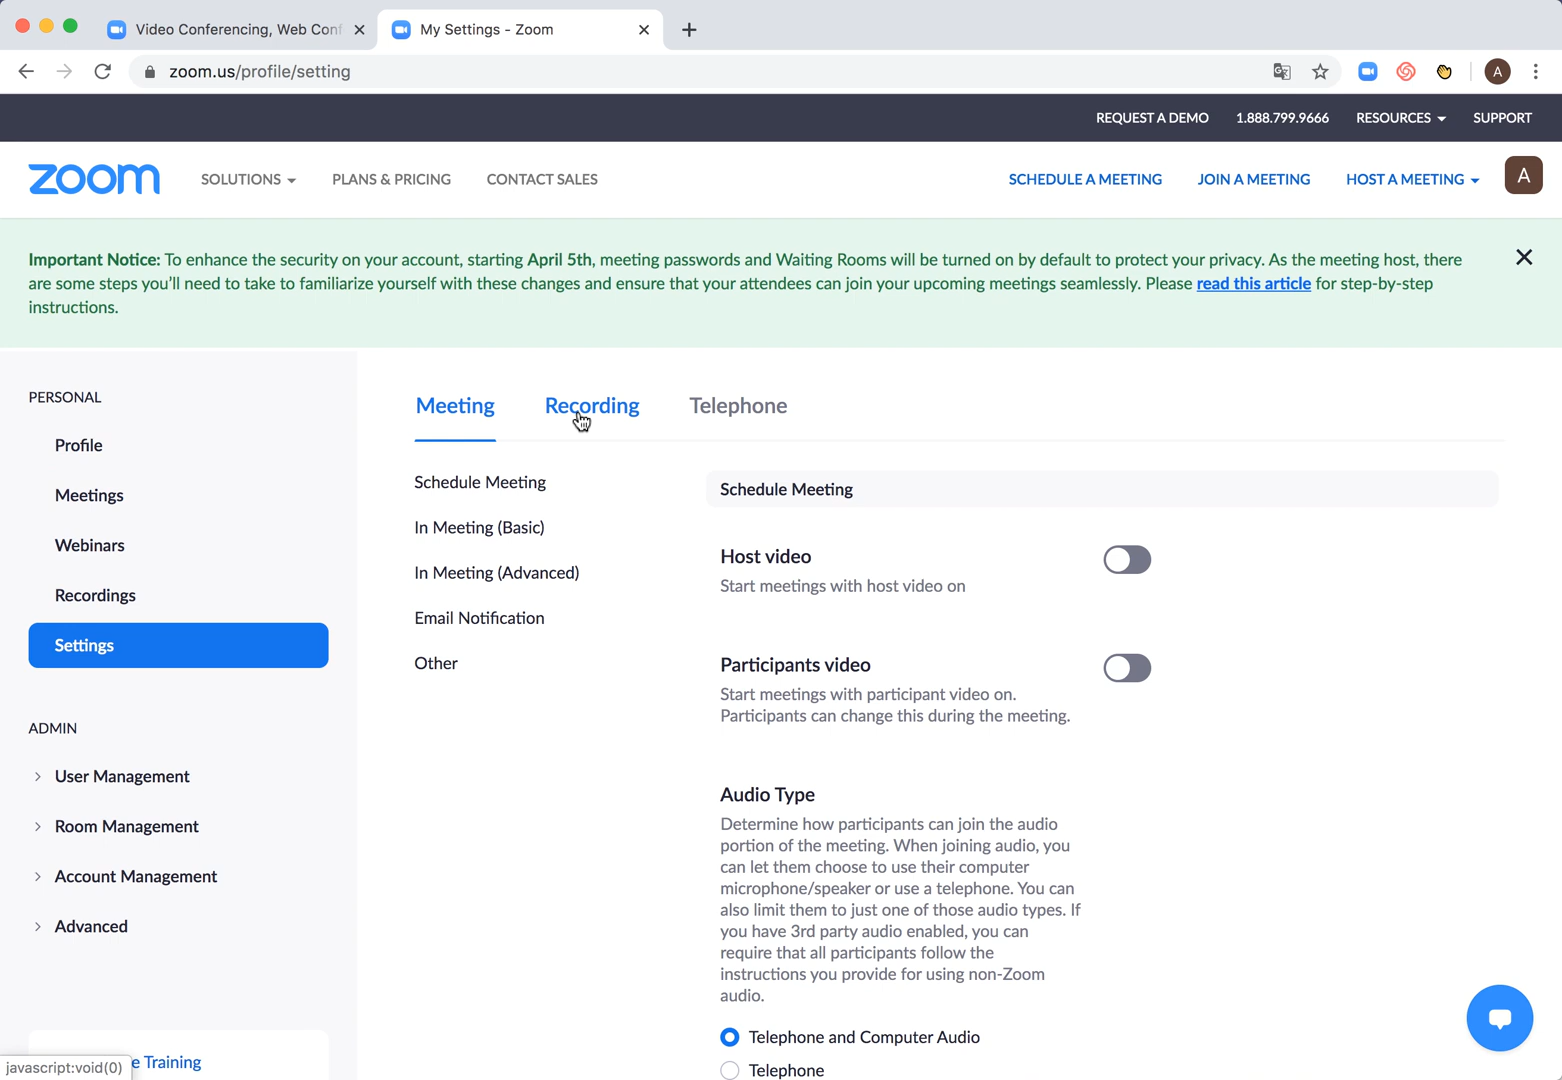 Video Conferencing, Web Conf
My Settings - Zoom
zoom.us/profile/setting
A
REQUEST A DEMO
1.888.799.9666
RESOURCES
SUPPORT
zoom
SOLUTIONS
PLANS & PRICING
CONTACT SALES
SCHEDULE A MEETING
JOIN A MEETING
HOST A MEETING
A
Important Notice: To enhance the security on your account, starting April 5th, meeting passwords and Waiting Rooms will be turned on by default to protect your privacy. As the meeting host, there
are some steps you'll need to take to familiarize yourself with these changes and ensure that your attendees can join your upcoming meetings seamlessly. Please read this article for step-by-step
instructions.
PERSONAL
Profile
Meetings
Webinars
Recordings
Settings
ADMIN
User Management
Room Management
Account Management
Advanced
e Training
javascript:void(0)
Meeting
Recording
Telephone
Schedule Meeting
In Meeting (Basic)
In Meeting (Advanced)
Email Notification
Other
Schedule Meeting
Host video
Start meetings with host video on
Participants video
Start meetings with participant video on.
Participants can change this during the meeting.
Audio Type
Determine how participants can join the audio
portion of the meeting. When joining audio, you
can let them choose to use their computer
microphone/speaker or use a telephone. You can
also limit them to just one of those audio types. If
you have 3rd party audio enabled, you can
require that all participants follow the
instructions you provide for using non-Zoom
audio.
Telephone and Computer Audio
Telephone